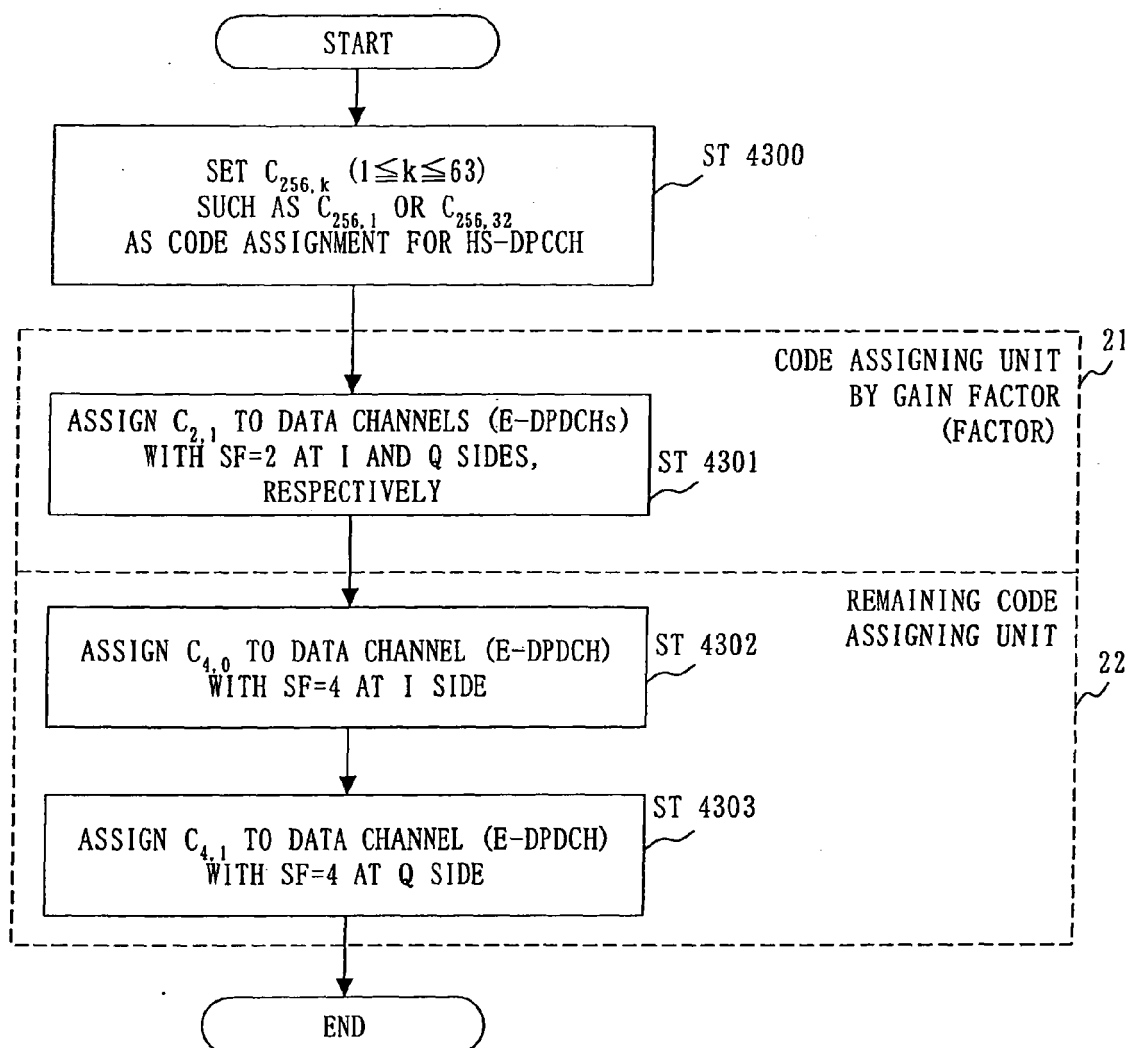 START
SET C256,k (1≦k≦63)
SUCH AS C256,1 OR C256,32
AS CODE ASSIGNMENT FOR HS-DPCCH
ST 4300
21
CODE ASSIGNING UNIT
BY GAIN FACTOR
(FACTOR)
ASSIGN C2,1 TO DATA CHANNELS (E-DPDCHs)
WITH SF=2 AT I AND Q SIDES,
RESPECTIVELY
ST 4301
REMAINING CODE
ASSIGNING UNIT
22
ASSIGN C4,0 TO DATA CHANNEL (E-DPDCH)
WITH SF=4 AT I SIDE
ST 4302
ASSIGN C4,1 TO DATA CHANNEL (E-DPDCH)
WITH SF=4 AT Q SIDE
ST 4303
END